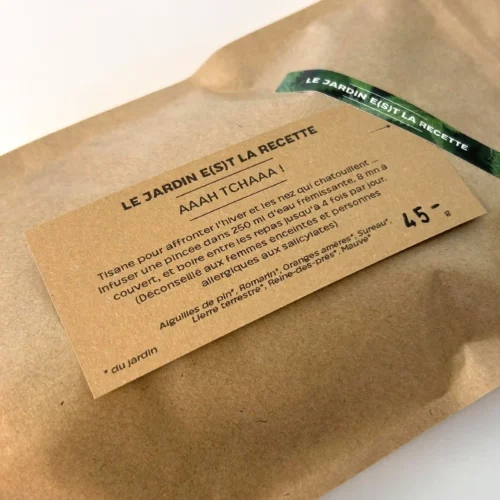 LE JARDIN E(S)T LA RECETTE
LE JARDIN E(S)T LA RECETTE
AAAH TCHAAA !
Tisane pour affronter l'hiver et les nez qui chatouillent ...
Infuser une pincée dans 250 ml d'eau frémissante, 8 mn à
couvert, et boire entre les repas jusqu'à 4 fois par jour.
(Déconseillé aux femmes enceintes et personnes
allergiques aux salicylates)
45- g
Aiguilles de pin*, Romarin*, Oranges amères*, Sureau*,
Lierre terrestre*, Reine-des-prés*, Mauve*
* du jardin